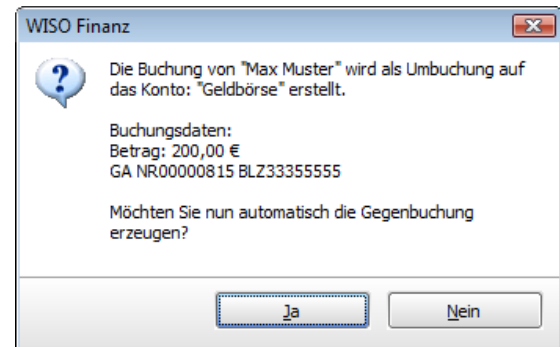 WISO Finanz
Die Buchung von "Max Muster" wird als Umbuchung auf
das Konto: "Geldbörse" erstellt.
Buchungsdaten:
Betrag: 200,00 €
GA NR00000815 BLZ33355555
Möchten Sie nun automatisch die Gegenbuchung
erzeugen?
Ja
Nein